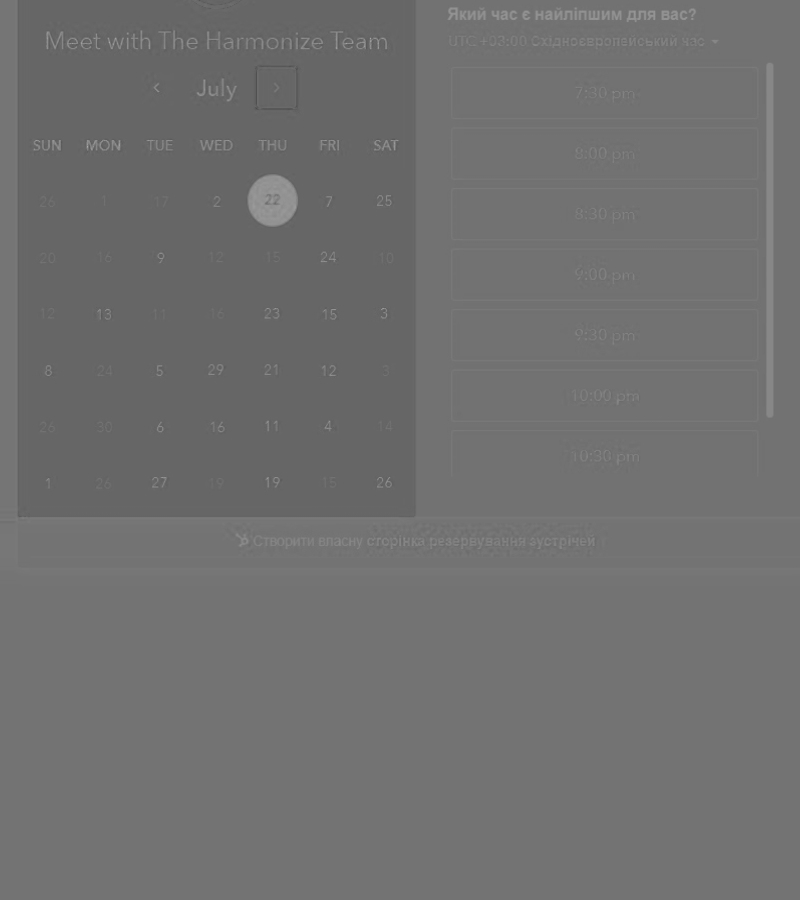 Meet with The Harmonize Team
July
SUN MON TUE WED THU FRI SAT
26 1 17 2 22 7 25
20 16 9 12 15 24 10
12 13 11 16 23 15 3
8 24 5 29 21 12 3
26 30 6 16 11 4 14
1 26 27 19 19 15 26
Який час є найліпшим для вас?
UTC +03:00 Східноєвропейський час
7:30 pm
8:00 pm
8:30 pm
9:00 pm
9:30 pm
10:00 pm
10:30 pm
Створити власну сторінку резервування зустрічей